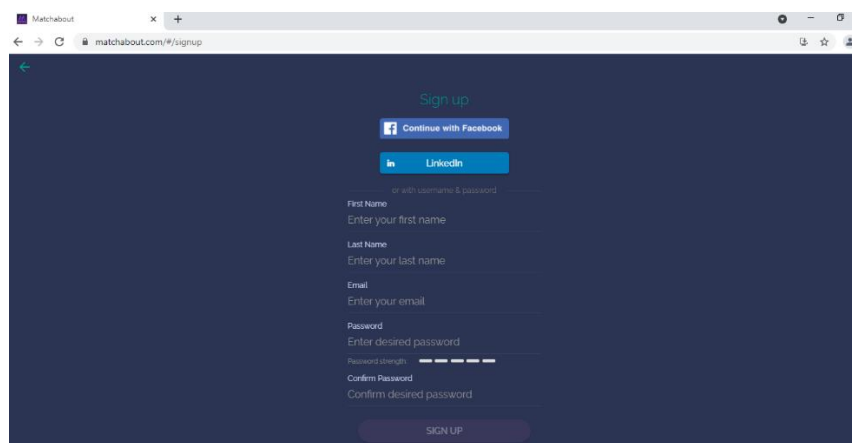 Matchabout
matchabout.com/#/signup
Sign up
Continue with Facebook
in LinkedIn
or with username & password
First Name
Enter your first name
Last Name
Enter your last name
Email
Enter your email
Password
Enter desired password
Password strength:
Confirm Password
Confirm desired password
SIGN UP